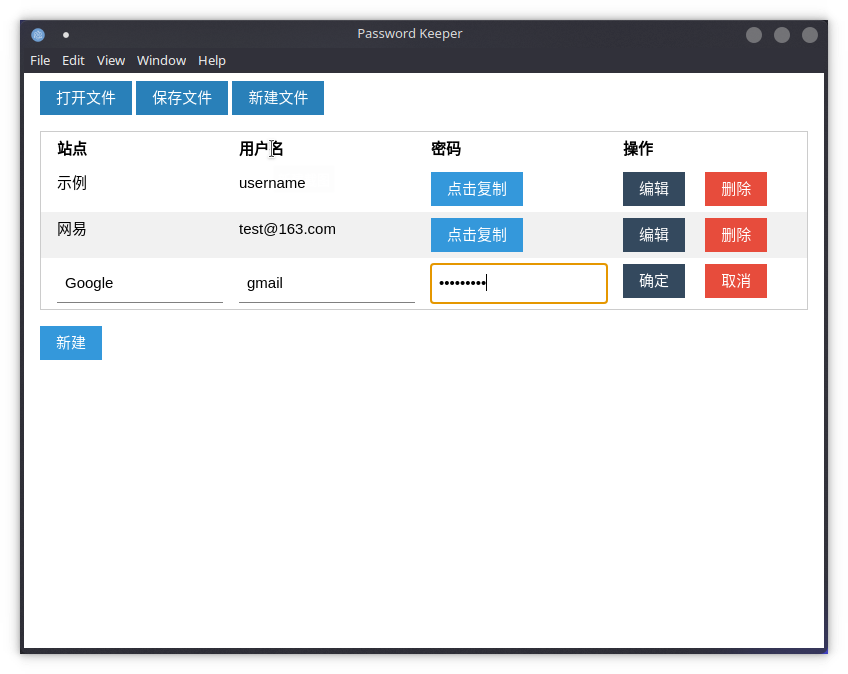 Password Keeper
File Edit View Window Help
打开文件 保存文件 新建文件
站点 用户名 密码 操作
示例 username 点击复制 编辑 删除
网易 test@163.com 点击复制 编辑 删除
Google gmail ••••••••• 确定 取消
新建